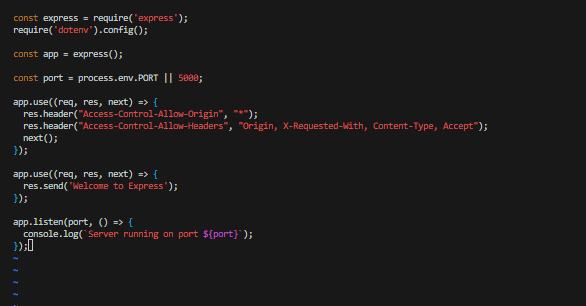 const express = require('express');
require('dotenv').config();
const app = express();
const port = process.env.PORT || 5000;
app.use((req, res, next) => {
  res.header("Access-Control-Allow-Origin", "*");
  res.header("Access-Control-Allow-Headers", "Origin, X-Requested-With, Content-Type, Accept");
  next();
});
app.use((req, res, next) => {
  res.send('Welcome to Express');
});
app.listen(port, () => {
  console.log(`Server running on port ${port}`);
});
~
~
~
~